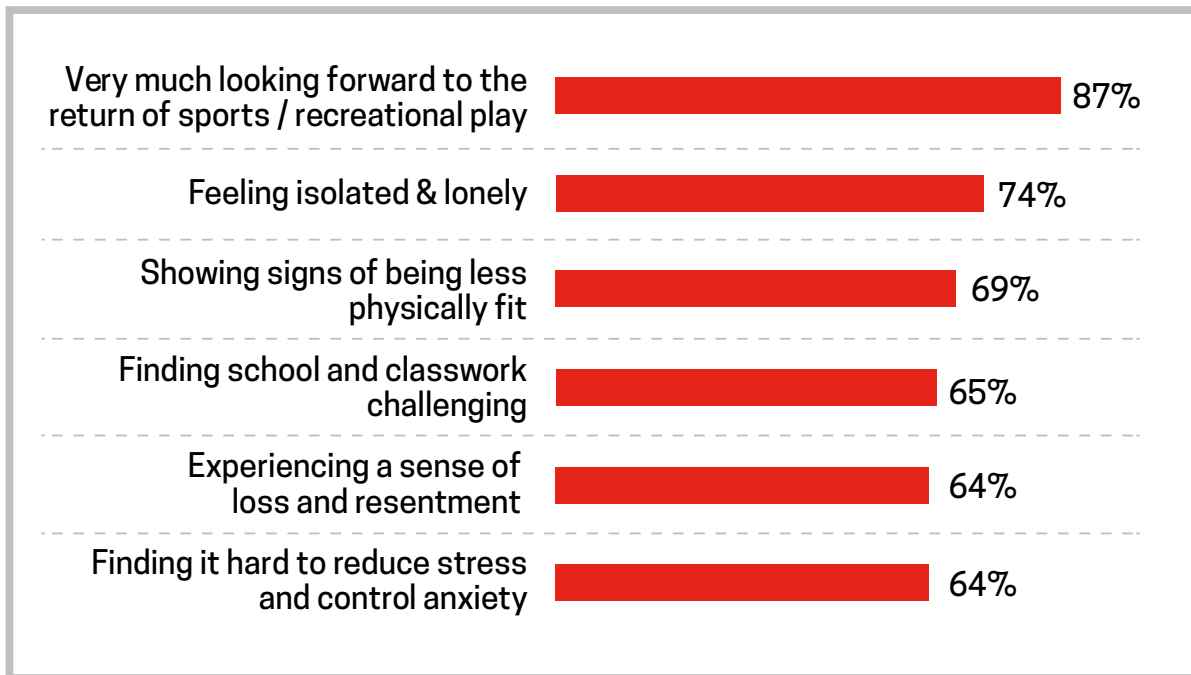 Very much looking forward to the
return of sports / recreational play
87%
Feeling isolated & lonely
74%
Showing signs of being less
physically fit
69%
Finding school and classwork
challenging
65%
Experiencing a sense of
loss and resentment
64%
Finding it hard to reduce stress
and control anxiety
64%